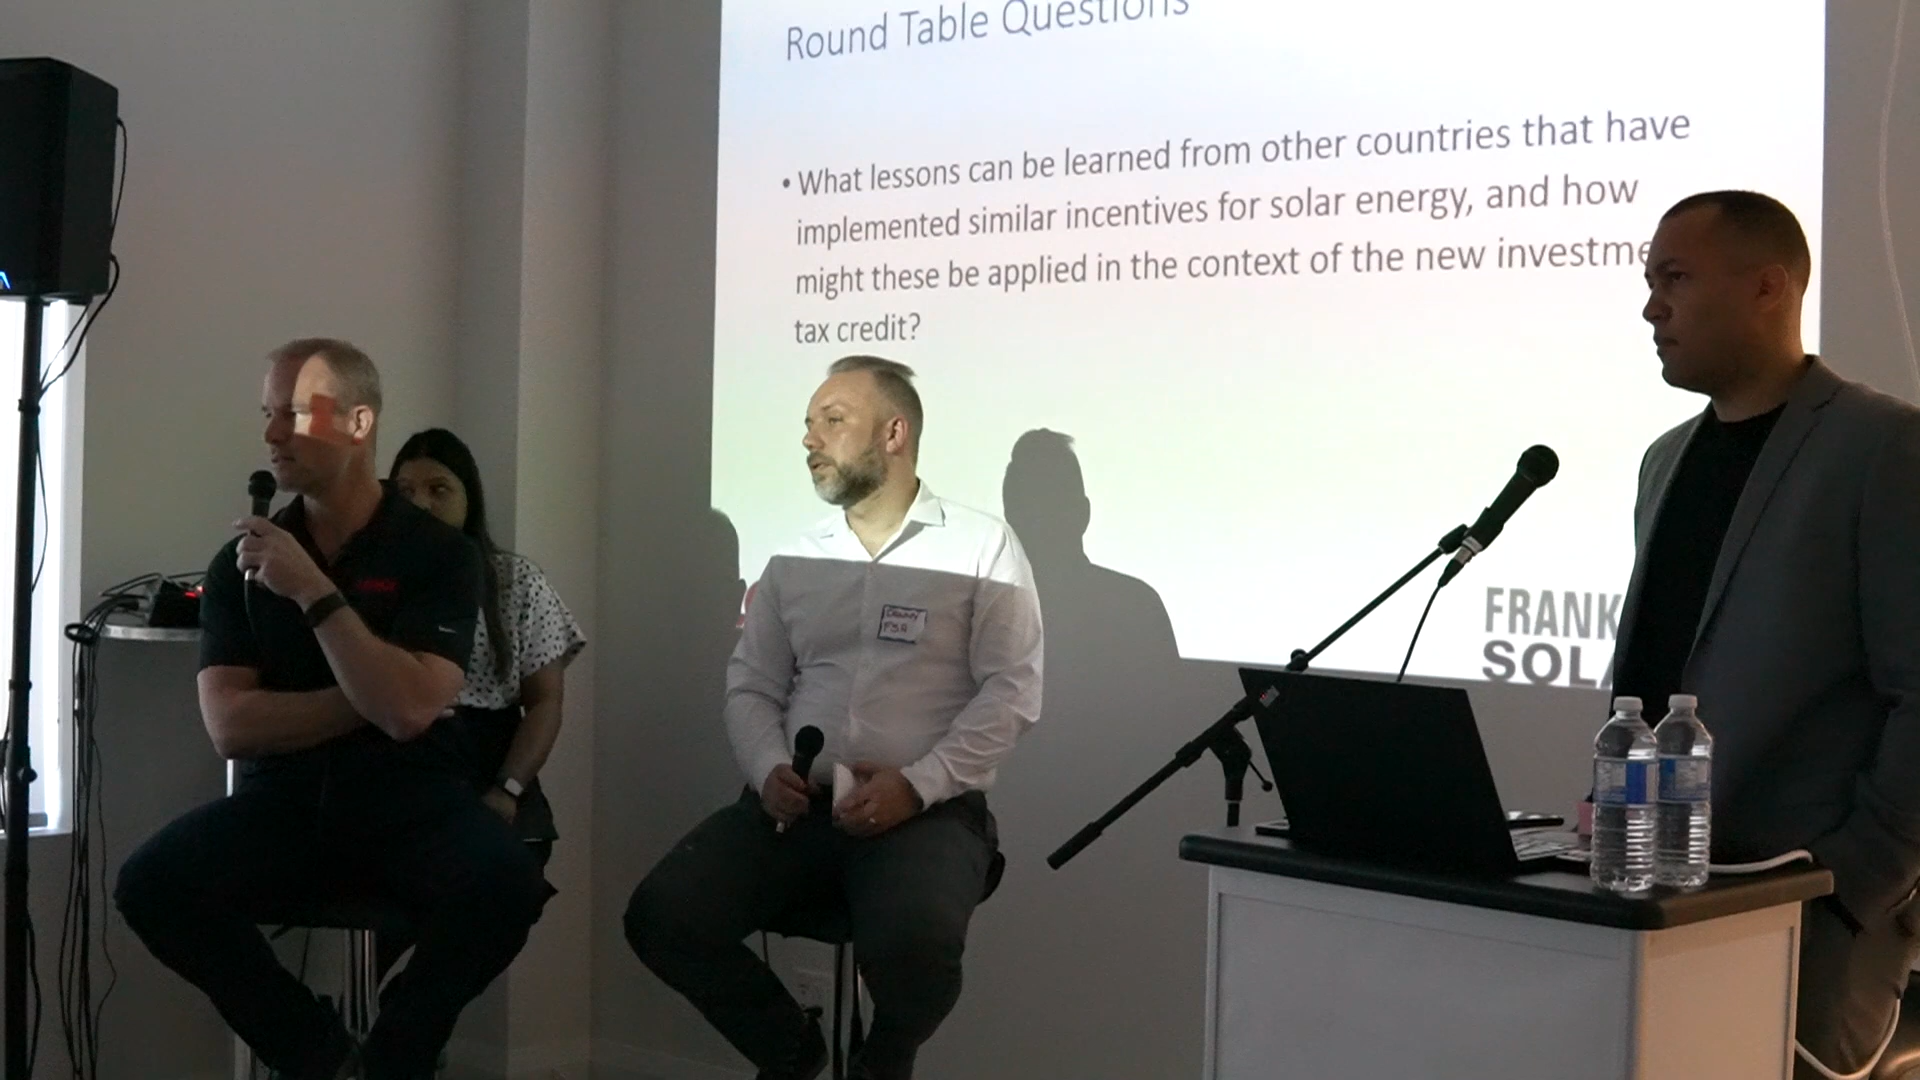 Round Table Questions
• What lessons can be learned from other countries that have
implemented similar incentives for solar energy, and how
might these be applied in the context of the new investme
tax credit?
FRANK
SOLA